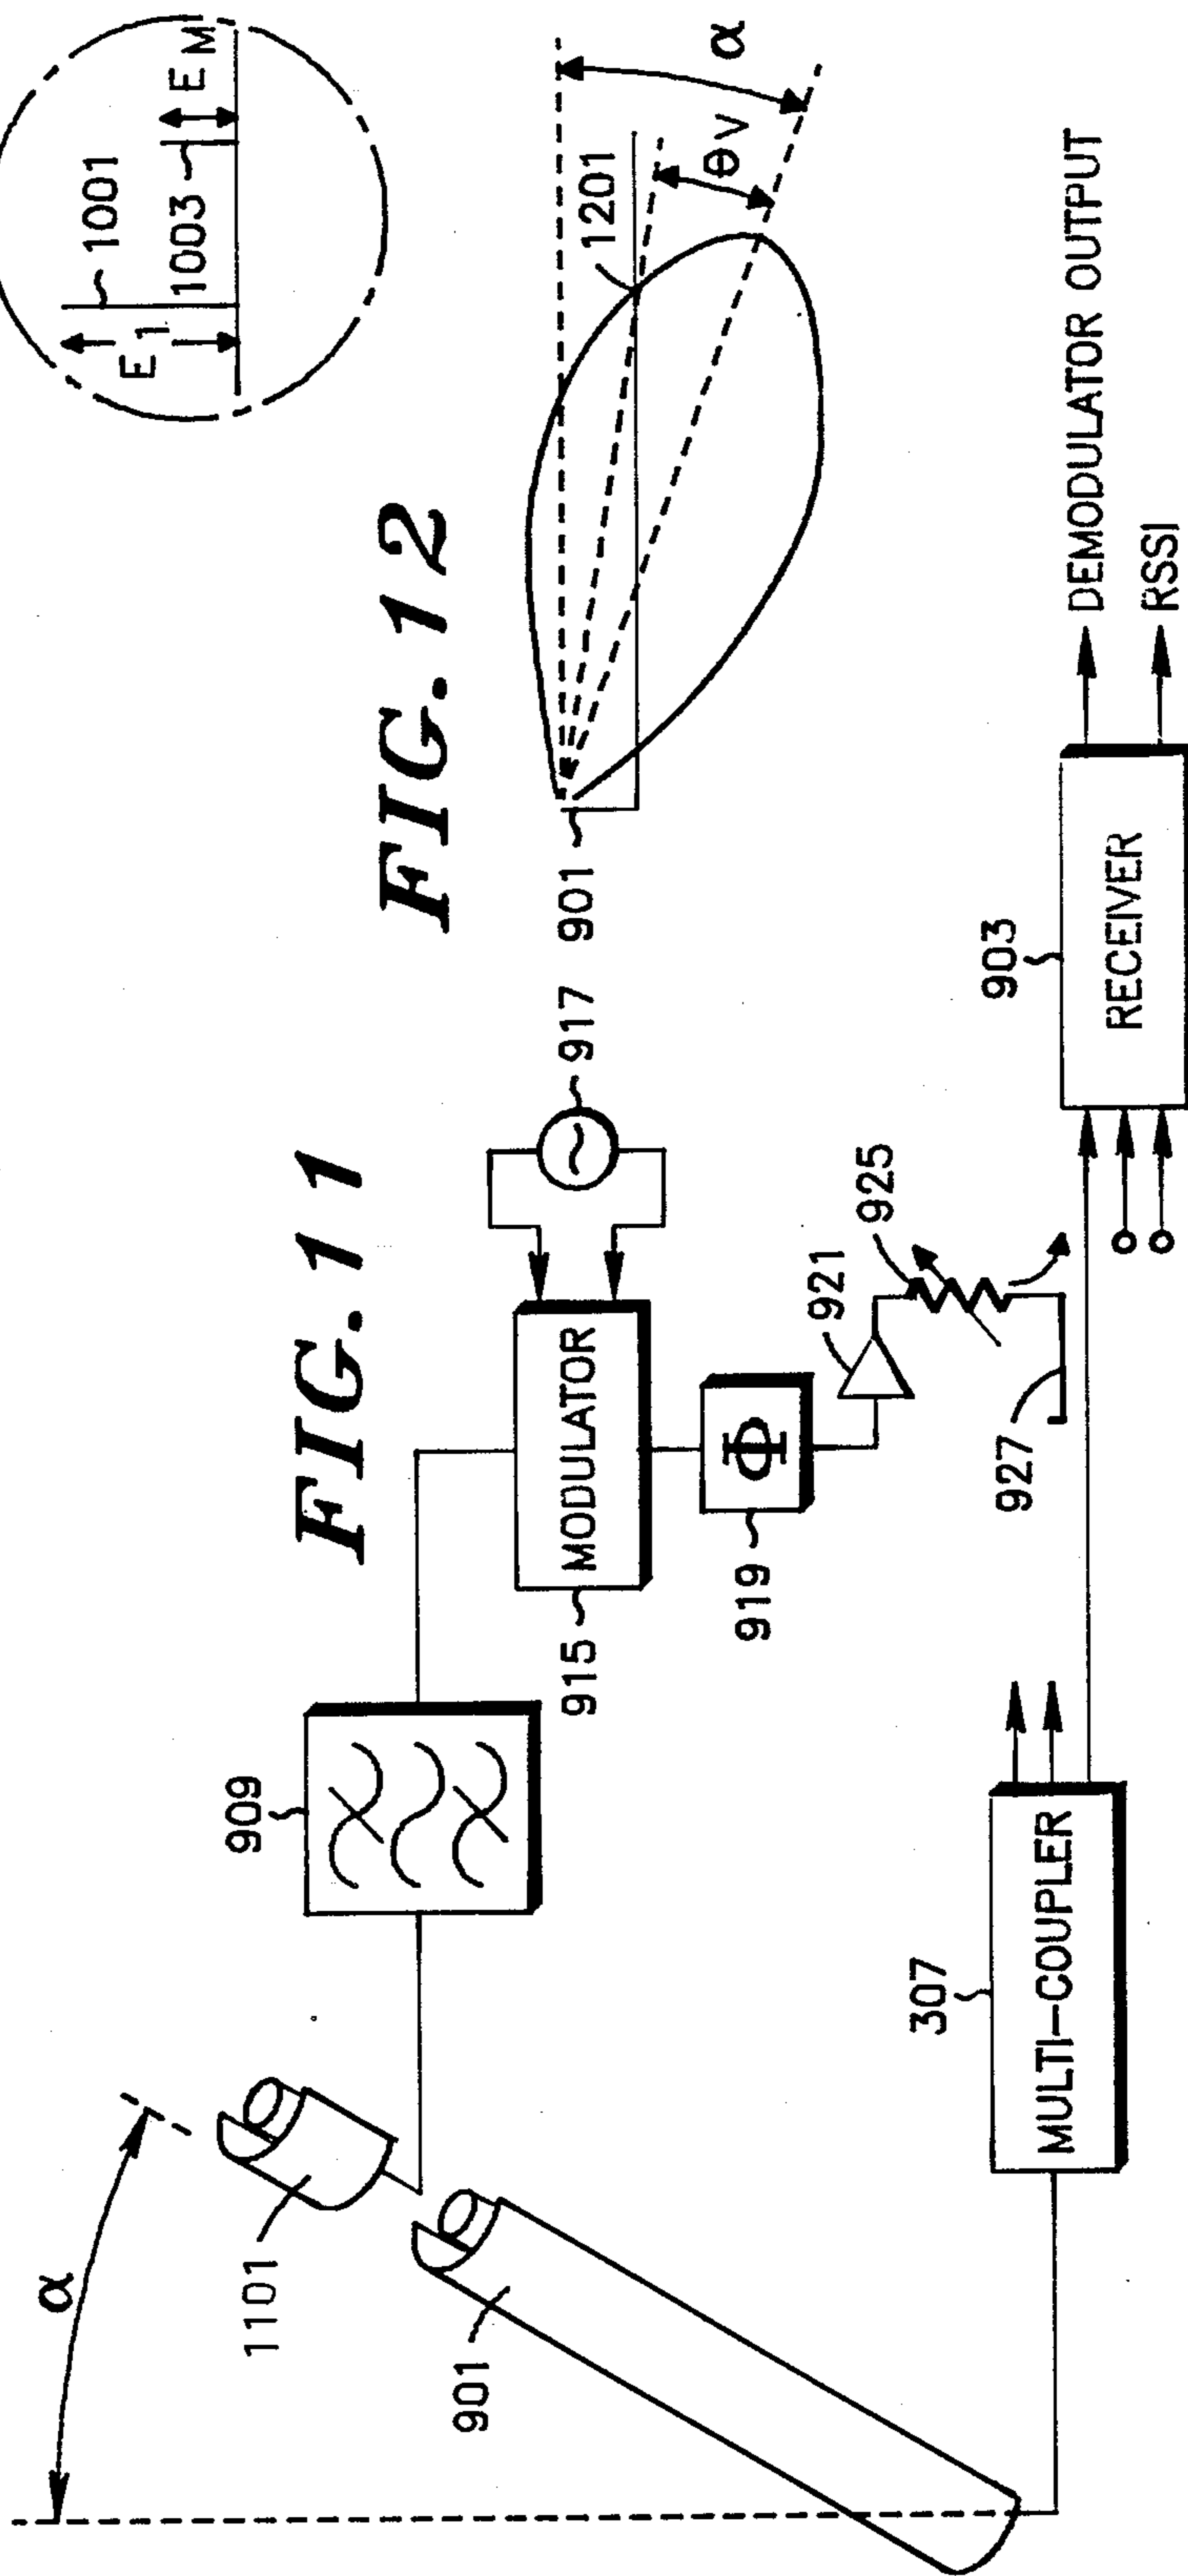 E1
1001
1003
EM
FIG. 11
FIG. 12
α
1101
901
909
915
MODULATOR
917
919
Φ
921
925
927
307
MULTI-COUPLER
903
RECEIVER
DEMODULATOR OUTPUT
RSSI
901
1201
θV
α